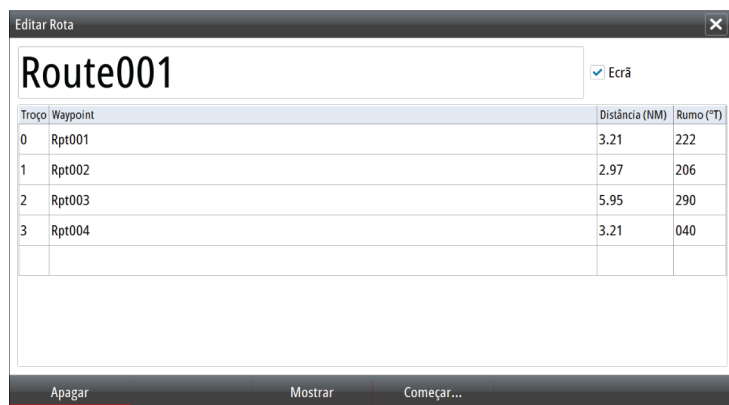 Editar Rota
Route001
Ecrã
Troço Waypoint Distância (NM) Rumo (°T)
0 Rpt001 3.21 222
1 Rpt002 2.97 206
2 Rpt003 5.95 290
3 Rpt004 3.21 040
Apagar Mostrar Começar...